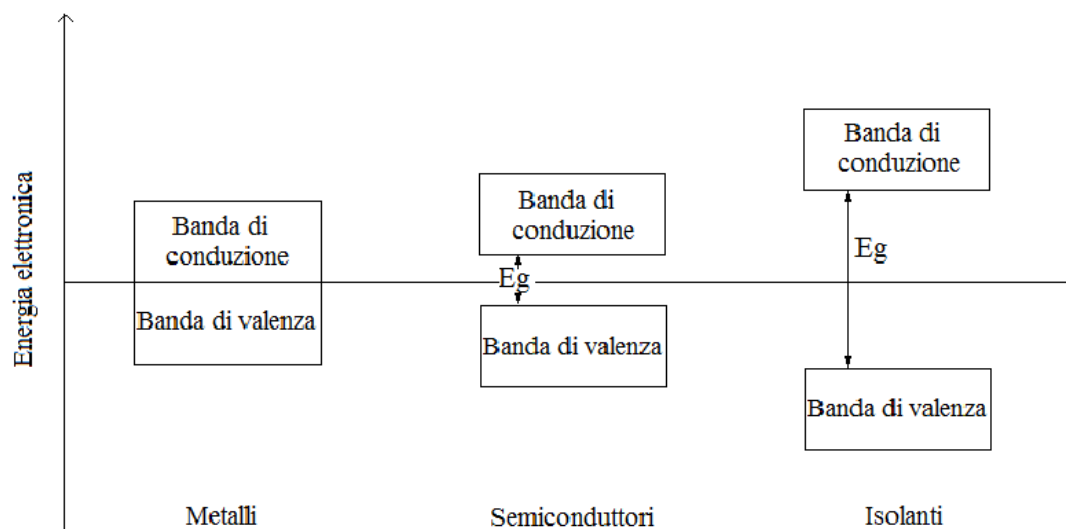 Energia elettronica
Banda di
conduzione
Banda di valenza
Metalli
Banda di
conduzione
Eg
Banda di valenza
Semiconduttori
Banda di
conduzione
Eg
Banda di valenza
Isolanti